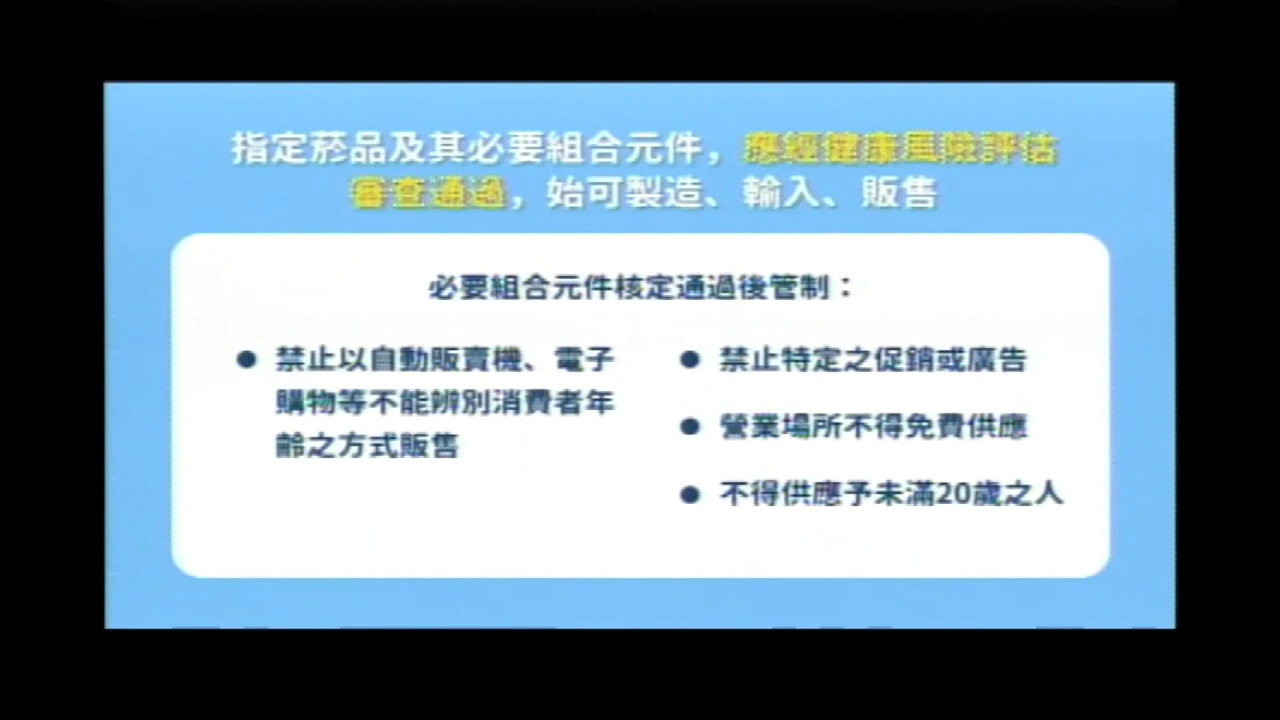 指定菸品及其必要組合元件，應經健康風險評估
審查通過，始可製造、輸入、販售
必要組合元件核定通過後管制：
● 禁止以自動販賣機、電子
購物等不能辨別消費者年
齡之方式販售
● 禁止特定之促銷或廣告
● 營業場所不得免費供應
● 不得供應予未滿20歲之人